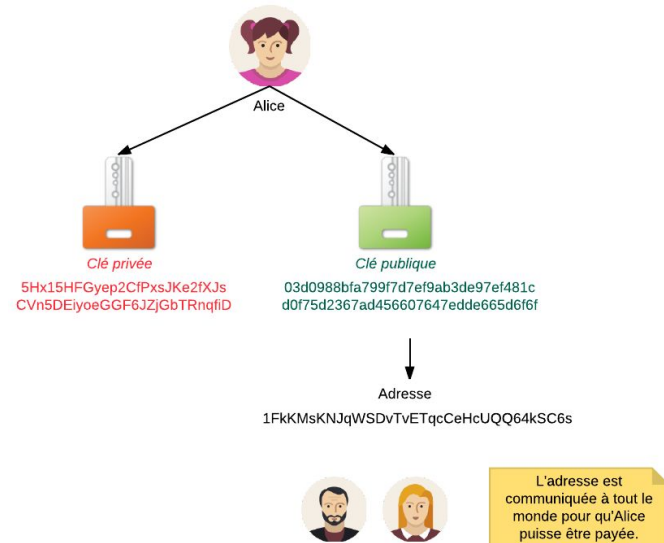 Alice
Clé privée
5Hx15HFGyep2CfPxsJKe2fXJs
CVn5DEiyoeGGF6JZjGbTRnqfiD
Clé publique
03d0988bfa799f7d7ef9ab3de97ef481c
d0f75d2367ad456607647edde665d6f6f
Adresse
1FkKMsKNJqWSDvTvETqcCeHcUQQ64kSC6s
L'adresse est
communiquée à tout le
monde pour qu'Alice
puisse être payée.